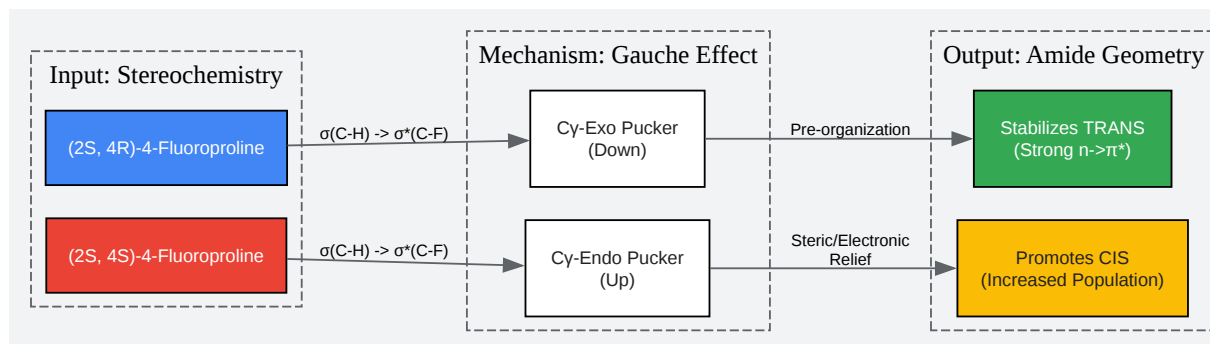 Input: Stereochemistry
(2S, 4R)-4-Fluoroproline
(2S, 4S)-4-Fluoroproline
σ(C-H) -> σ*(C-F)
σ(C-H) -> σ*(C-F)
Mechanism: Gauche Effect
Cγ-Exo Pucker
(Down)
Cγ-Endo Pucker
(Up)
Pre-organization
Steric/Electronic
Relief
Output: Amide Geometry
Stabilizes TRANS
(Strong n->π*)
Promotes CIS
(Increased Population)